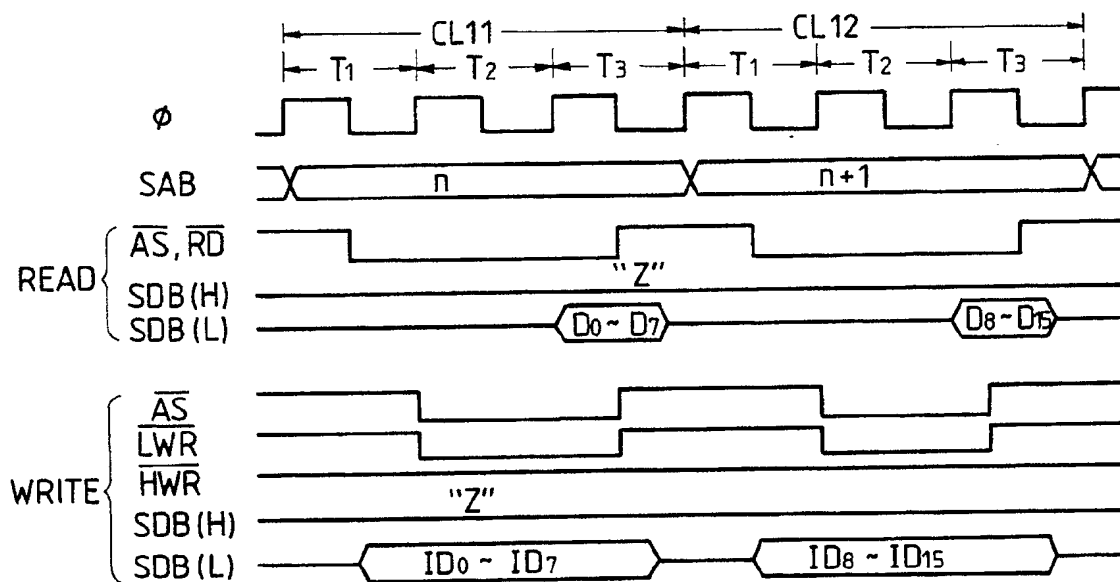 CL11 CL12
T1 T2 T3 T1 T2 T3
ø
SAB n n+1
READ
AS, RD
"Z"
SDB(H)
SDB(L) D0 ~ D7 D8 ~ D15
WRITE
AS
LWR
HWR
"Z"
SDB(H)
SDB(L) ID0 ~ ID7 ID8 ~ ID15